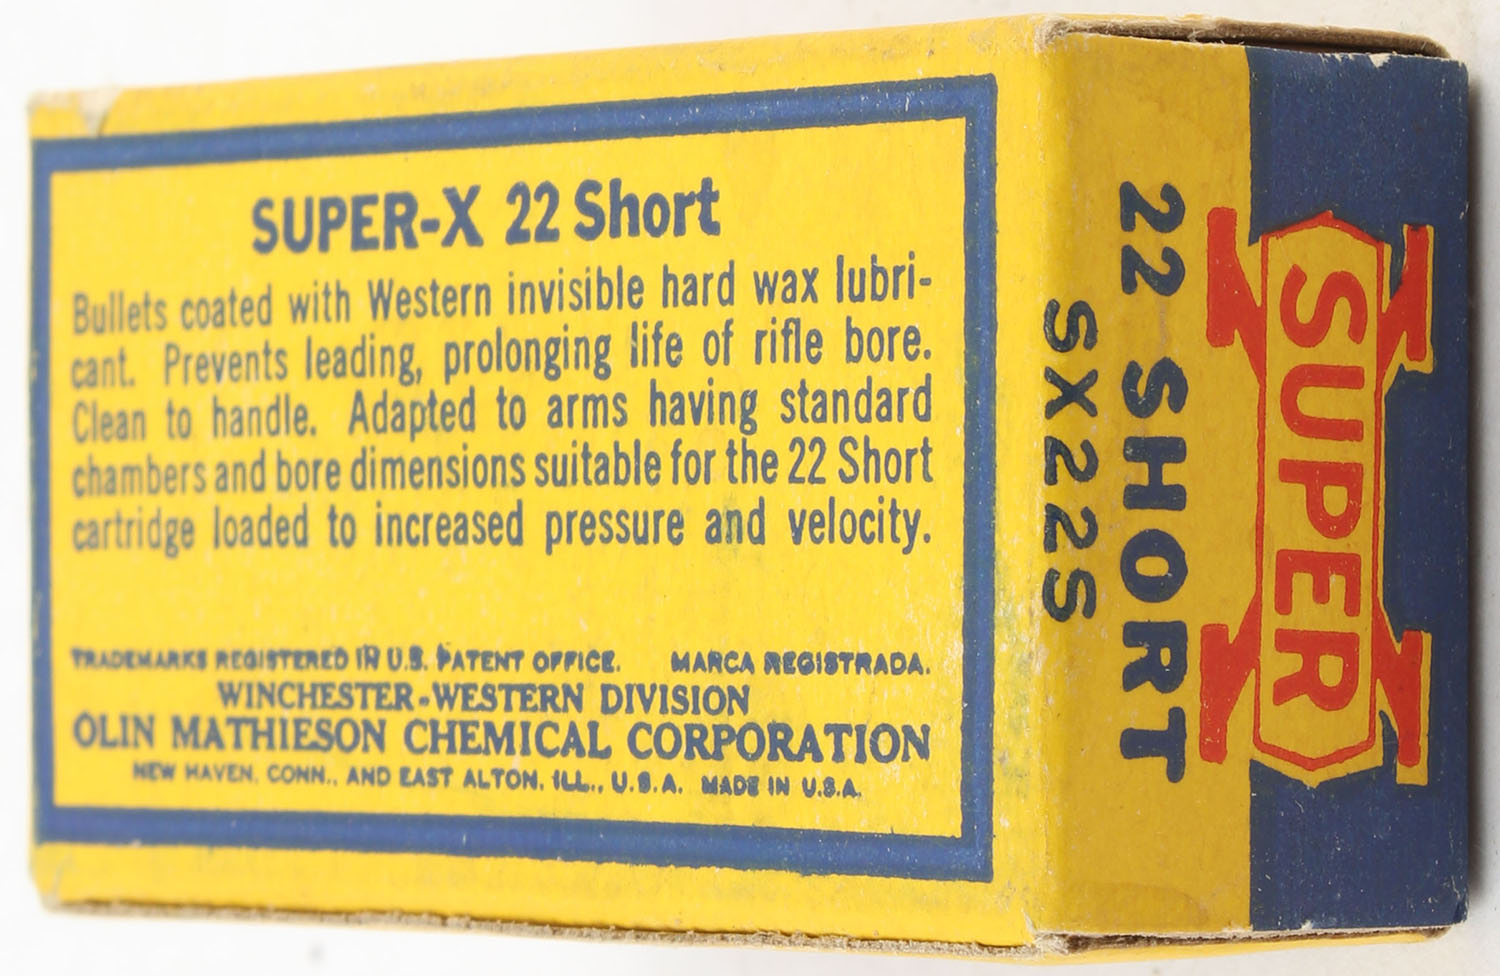 SUPER-X 22 Short
Bullets coated with Western invisible hard wax lubri-
cant. Prevents leading, prolonging life of rifle bore.
Clean to handle. Adapted to arms having standard
chambers and bore dimensions suitable for the 22 Short
cartridge loaded to increased pressure and velocity.
TRADEMARKS REGISTERED IN U.S. PATENT OFFICE. MARCA REGISTRADA.
WINCHESTER-WESTERN DIVISION
OLIN MATHIESON CHEMICAL CORPORATION
NEW HAVEN, CONN., AND EAST ALTON, ILL., U.S.A. MADE IN U.S.A.
SUPER
X
22 SHORT
SX22S